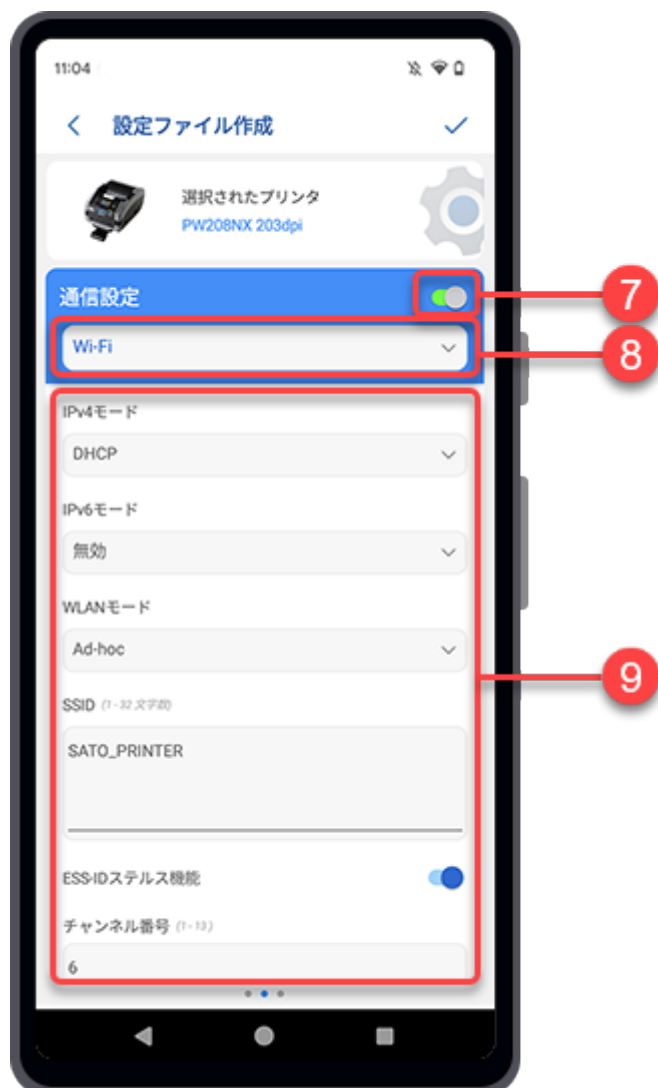 11:04
設定ファイル作成
選択されたプリンタ
PW208NX 203dpi
通信設定
7
Wi-Fi
8
IPv4モード
DHCP
IPv6モード
無効
WLANモード
Ad-hoc
9
SSID (1-32 文字数)
SATO_PRINTER
ESS-IDステルス機能
チャンネル番号 (1-13)
6